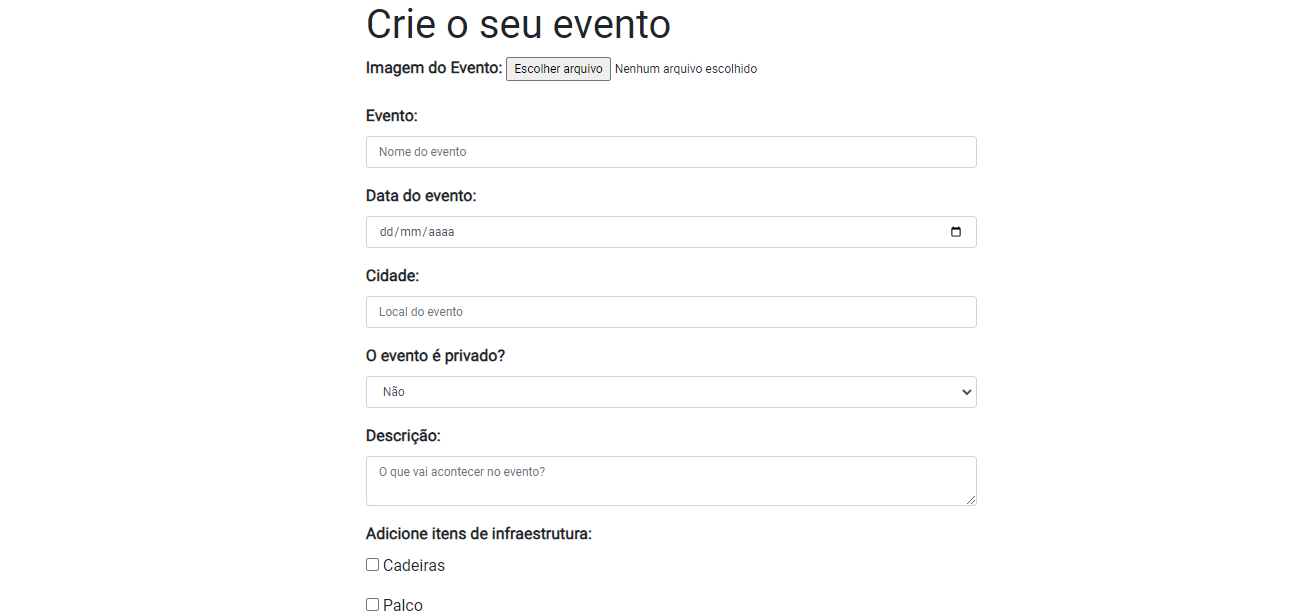 Crie o seu evento
Imagem do Evento: Escolher arquivo Nenhum arquivo escolhido
Evento:
Nome do evento
Data do evento:
dd/mm/aaaa
Cidade:
Local do evento
O evento é privado?
Não
Descrição:
O que vai acontecer no evento?
Adicione itens de infraestrutura:
Cadeiras
Palco